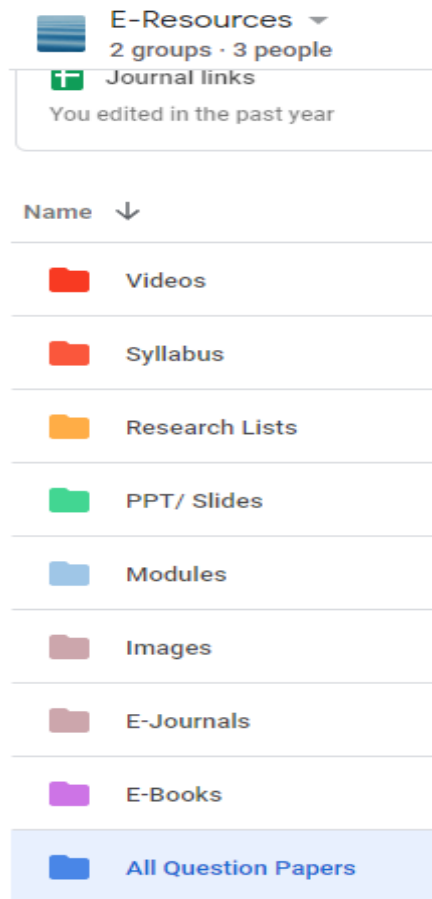 E-Resources
2 groups · 3 people
Journal links
You edited in the past year
Name
Videos
Syllabus
Research Lists
PPT/ Slides
Modules
Images
E-Journals
E-Books
All Question Papers